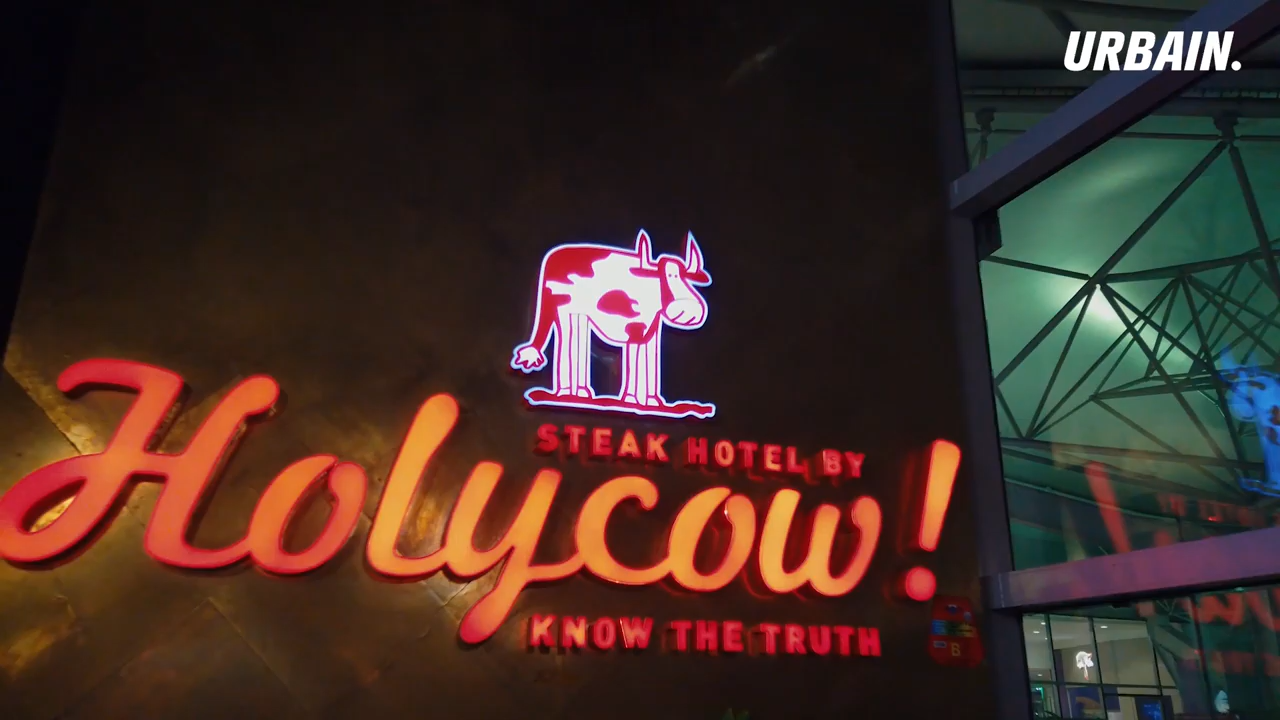 URBAIN.
STEAK HOTEL BY
Holycow!
KNOW THE TRUTH
B